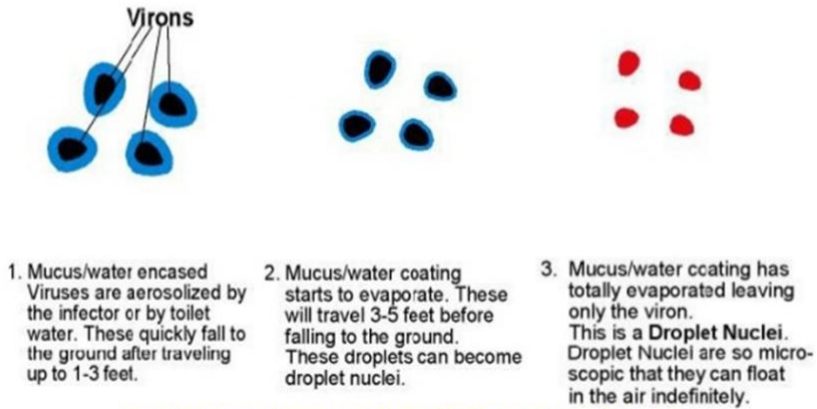 Virons
1. Mucus/water encased
Viruses are aerosolized by
the infector or by toilet
water. These quickly fall to
the ground after traveling
up to 1-3 feet.
2. Mucus/water coating
starts to evaporate. These
will travel 3-5 feet before
falling to the ground.
These droplets can become
droplet nuclei.
3. Mucus/water ccating has
totally evaporated leaving
only the viron.
This is a Droplet Nuclei.
Droplet Nuclei are so micro-
scopic that they can float
in the air indefinitely.